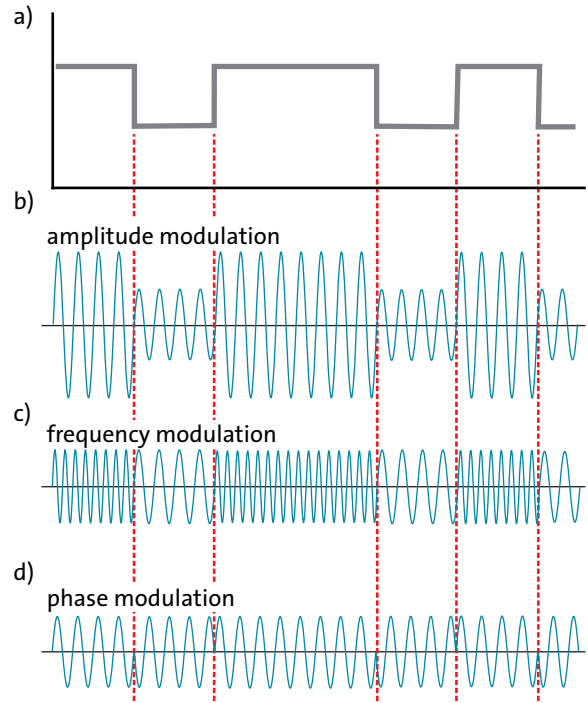 a)
b)
amplitude modulation
c)
frequency modulation
d)
phase modulation